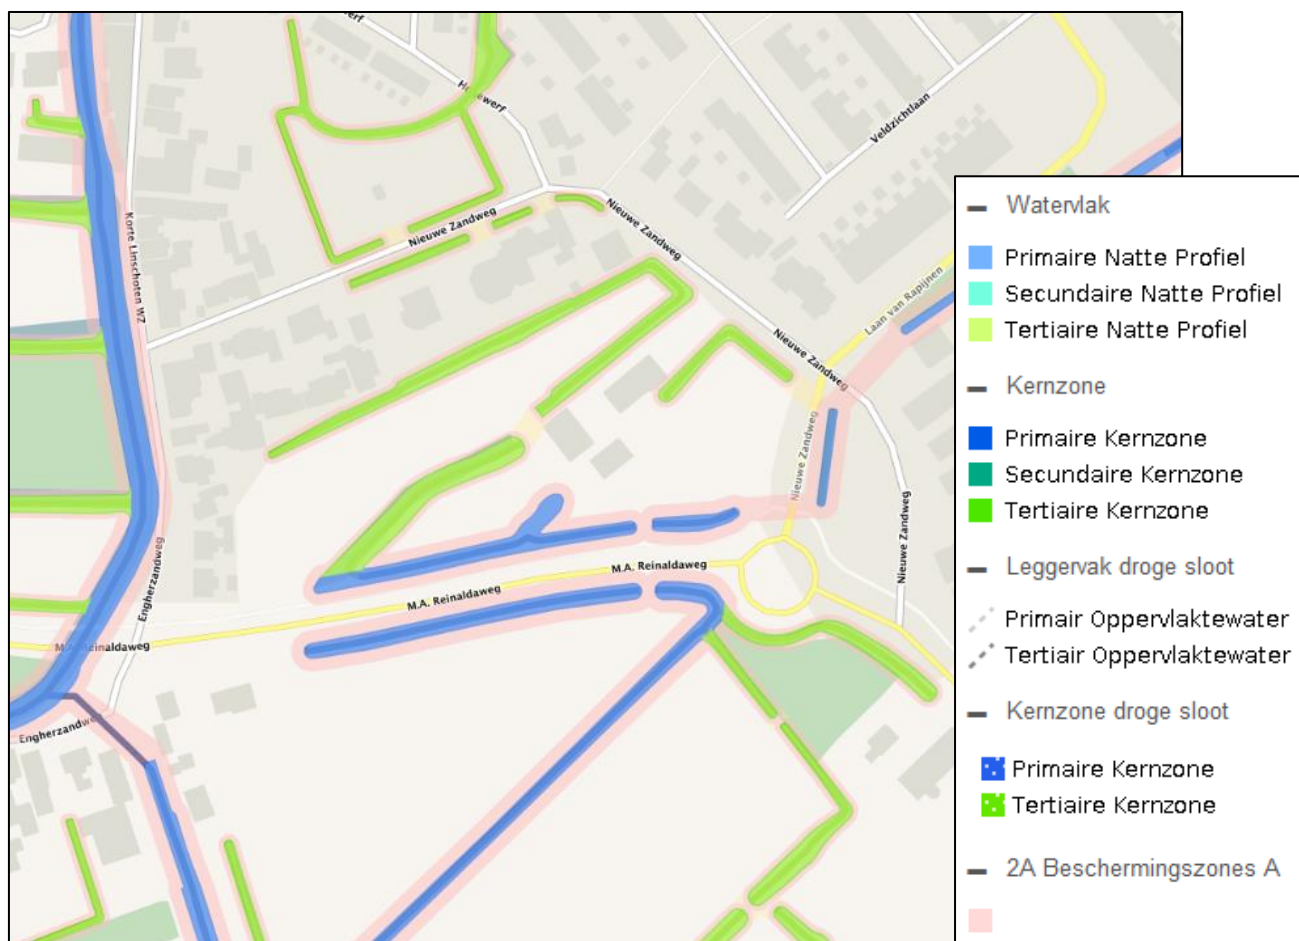 Hofwerf
Veldzichtlaan
Korte Linschoten WZ
Nieuwe Zandweg
Nieuwe Zandweg
Laan van Rapijnen
Nieuwe Zandweg
Nieuwe Zandweg
Nieuwe Zandweg
Engherzandweg
M.A. Reinaldaweg
M.A. Reinaldaweg
M.A. Reinaldaweg
Engherzandweg
Watervlak
Primaire Natte Profiel
Secundaire Natte Profiel
Tertiaire Natte Profiel
Kernzone
Primaire Kernzone
Secundaire Kernzone
Tertiaire Kernzone
Leggervak droge sloot
Primair Oppervlaktewater
Tertiair Oppervlaktewater
Kernzone droge sloot
Primaire Kernzone
Tertiaire Kernzone
2A Beschermingszones A